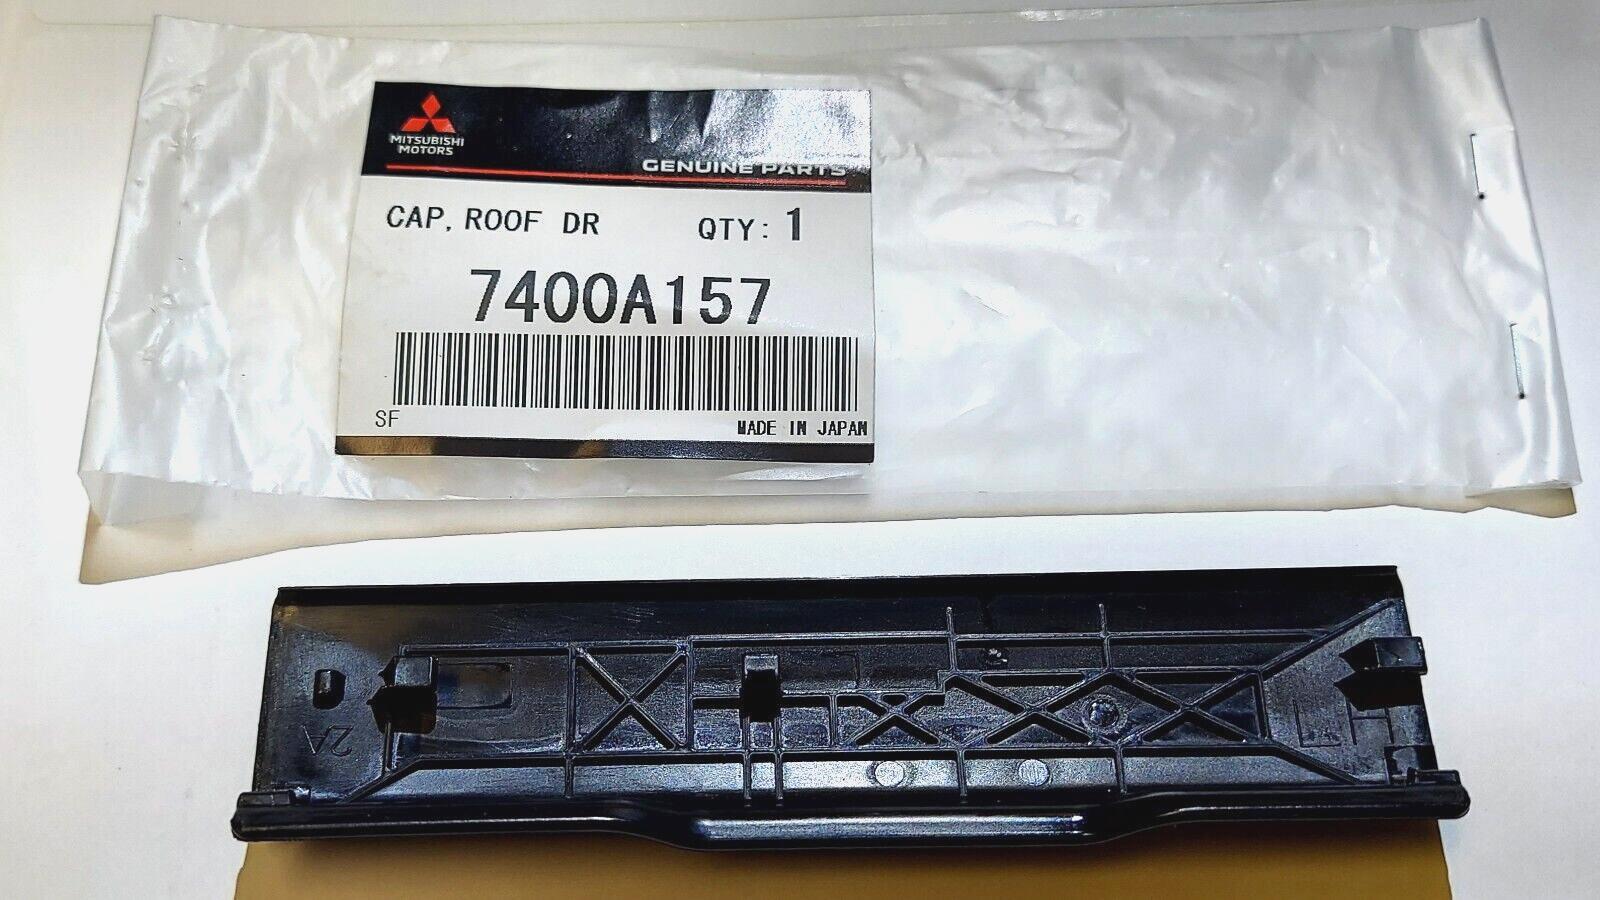 MITSUBISHI
MOTORS
GENUINE PARTS
CAP, ROOF DR QTY: 1
7400A157
SF
MADE IN JAPAN
2A
LH